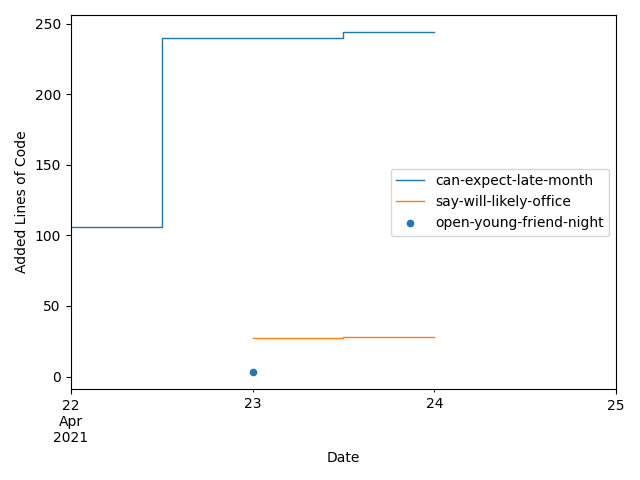 250
200
150
100
50
0
Added Lines of Code
can-expect-late-month
say-will-likely-office
open-young-friend-night
22
23
24
25
Apr
2021
Date